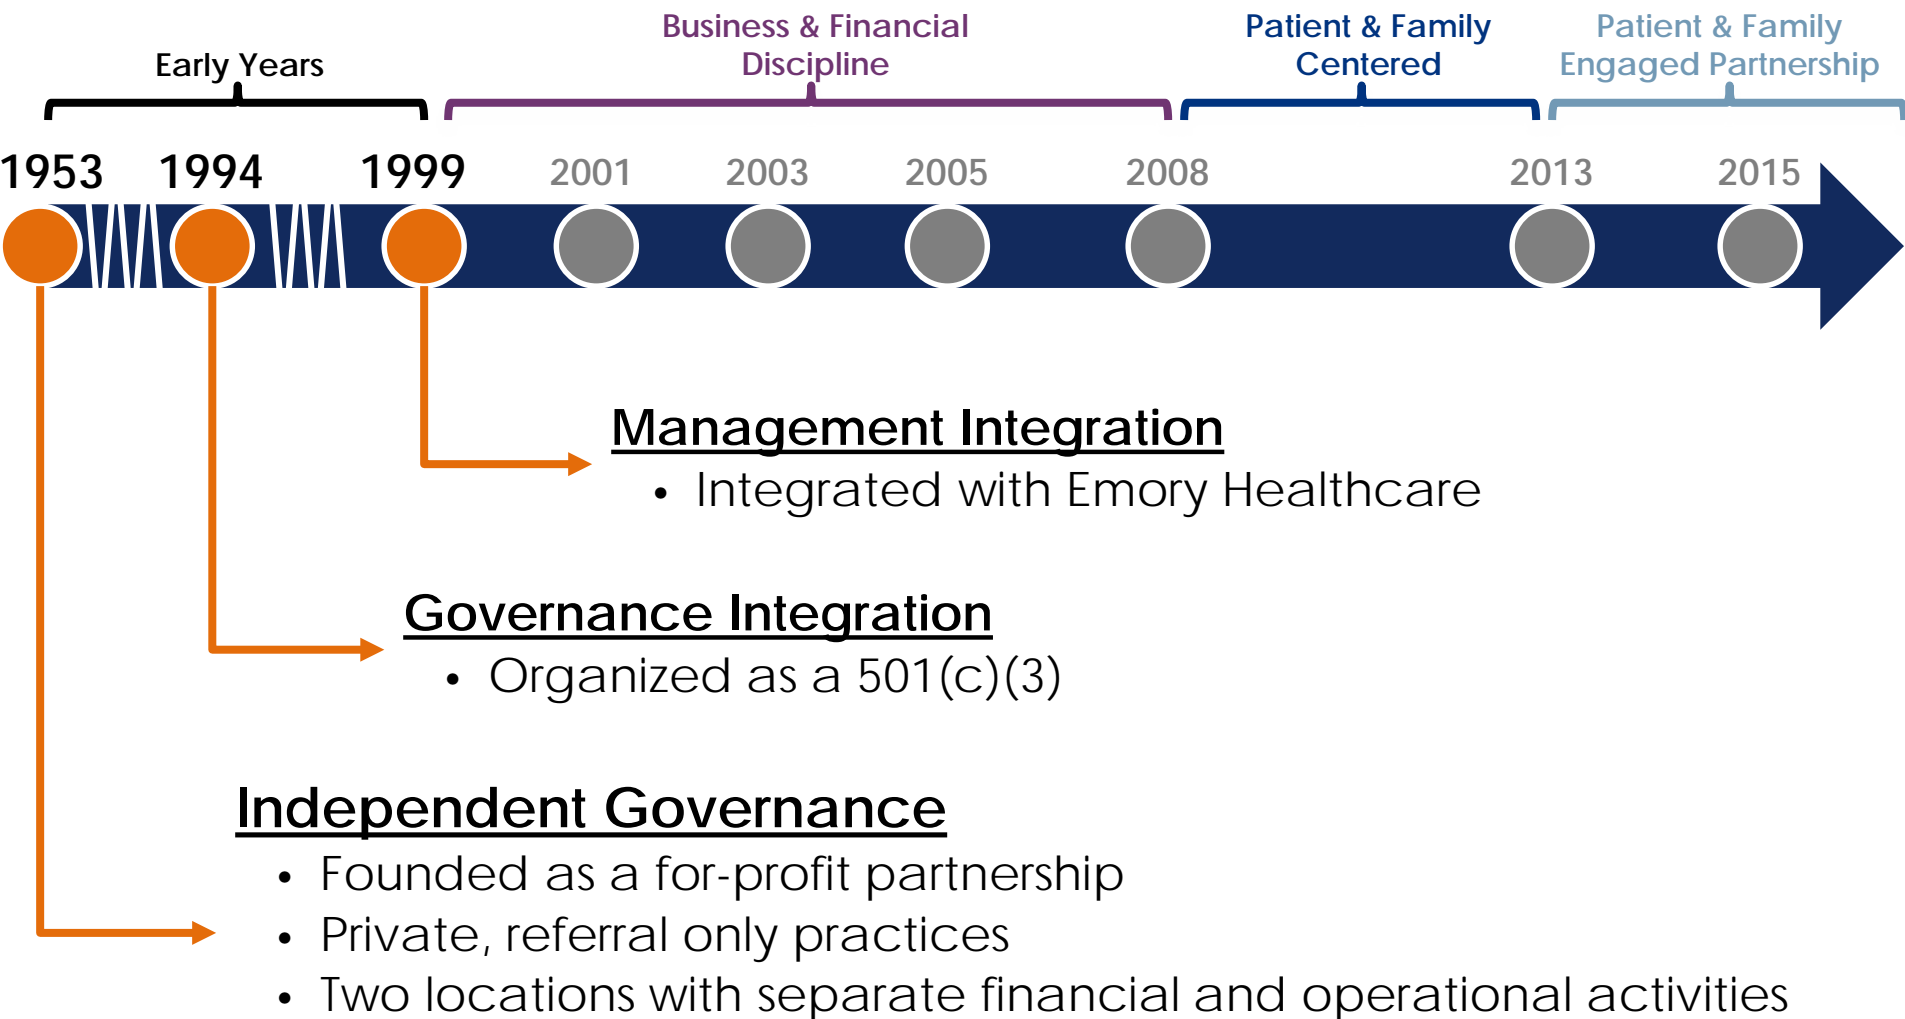 Business & Financial
Discipline
Patient & Family
Centered
Patient & Family
Engaged Partnership
Early Years
1953
1994
1999
2001
2003
2005
2008
2013
2015
Management Integration
• Integrated with Emory Healthcare
Governance Integration
• Organized as a 501(c)(3)
Independent Governance
• Founded as a for-profit partnership
• Private, referral only practices
• Two locations with separate financial and operational activities